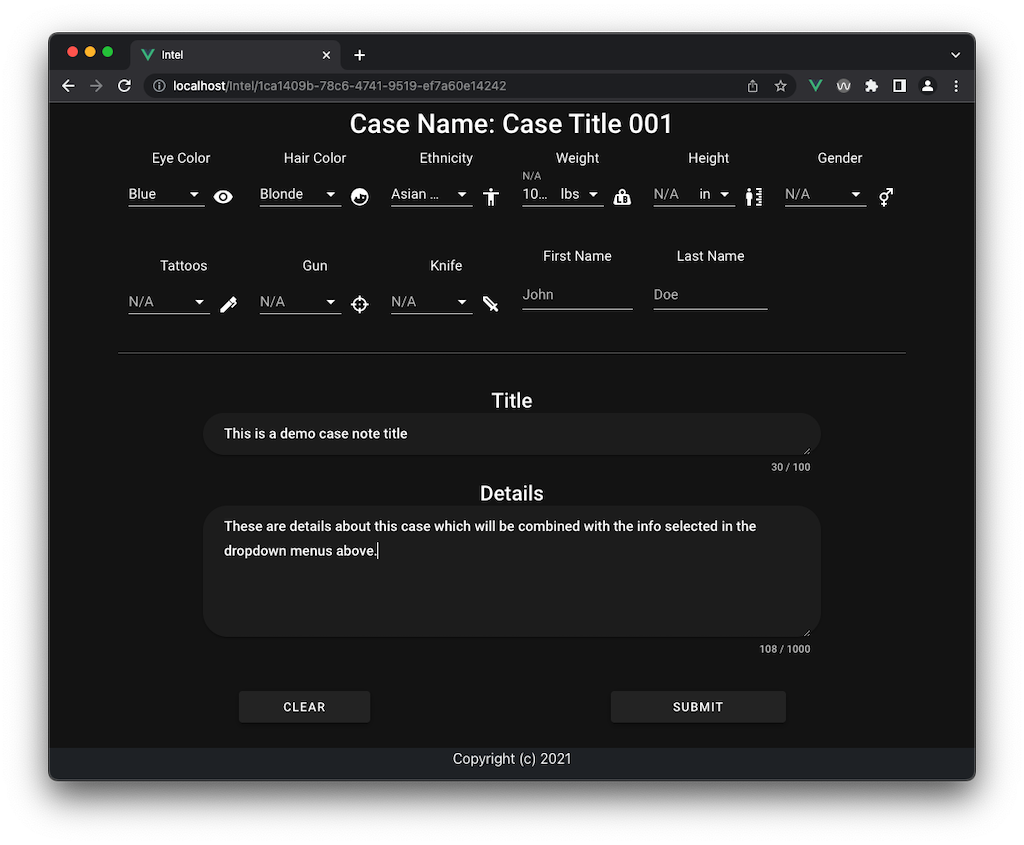 Intel
localhost/Intel/1ca1409b-78c6-4741-9519-ef7a60e14242
Case Name: Case Title 001
Eye Color Hair Color Ethnicity Weight Height Gender
N/A
Blue Blonde Asian ... 10... lbs LB N/A in N/A
Tattoos Gun Knife First Name Last Name
N/A N/A N/A John Doe
Title
This is a demo case note title
30 / 100
Details
These are details about this case which will be combined with the info selected in the
dropdown menus above.
108 / 1000
CLEAR SUBMIT
Copyright (c) 2021